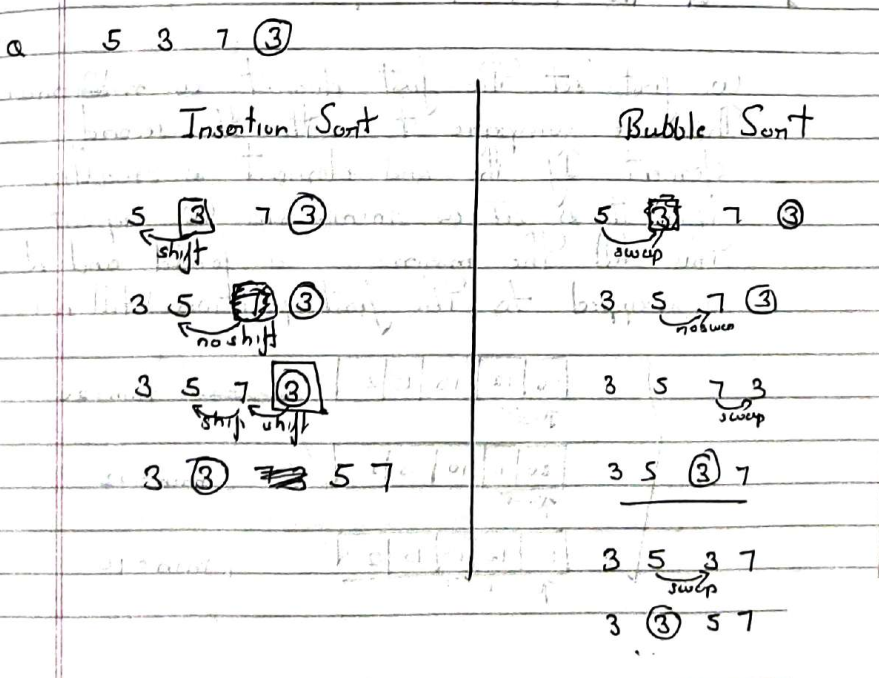 Q 5 3 7 3
Insertion Sort
5 3 7 3
shift
3 5 7 3
no shift
3 5 7 3
shift shift
3 3 5 7
Bubble Sort
5 3 7 3
swap
3 5 7 3
no swap
3 5 7 3
swap
3 5 3 7
3 5 3 7
swap
3 3 5 7